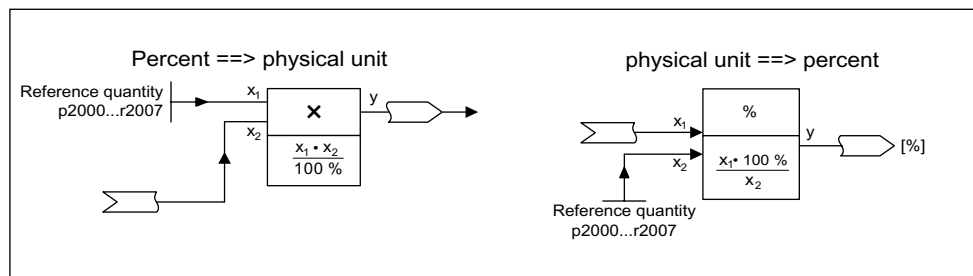 Percent ==> physical unit
Reference quantity
p2000...r2007
x₁
x₂
×
x₁ • x₂
100 %
y
physical unit ==> percent
x₁
x₂
%
x₁• 100 %
x₂
y
[%]
Reference quantity
p2000...r2007